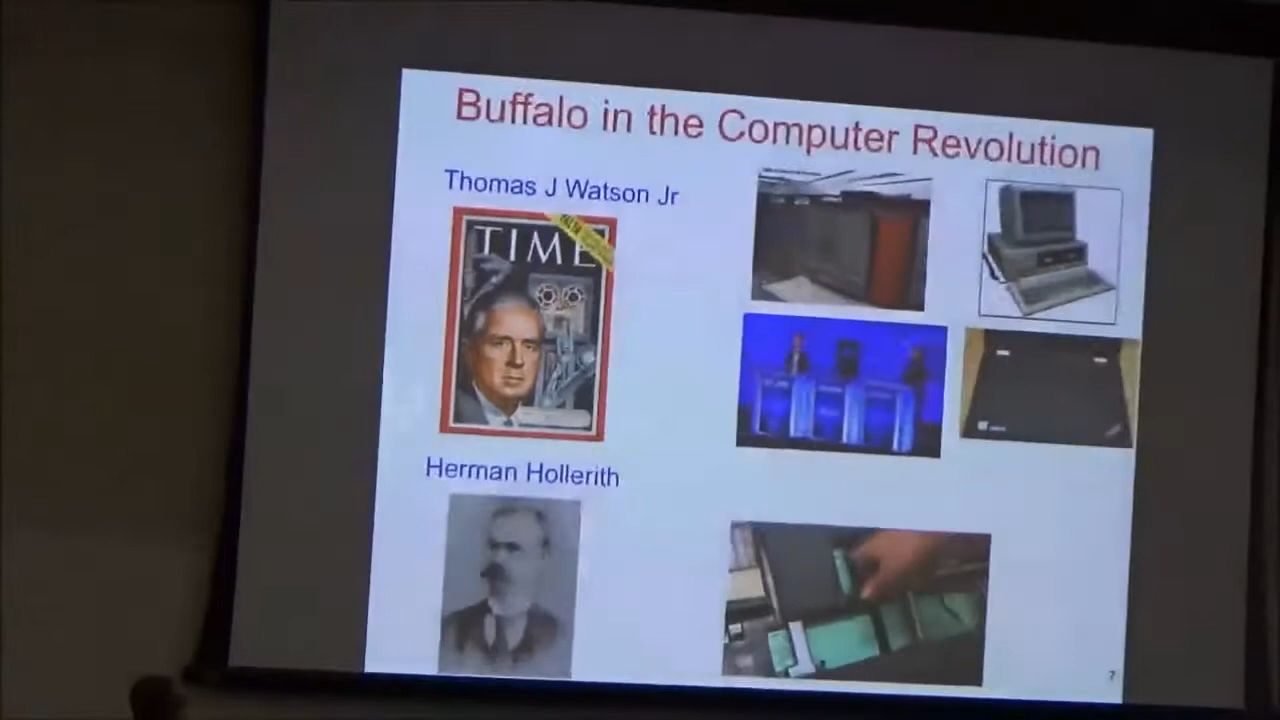 Buffalo in the Computer Revolution
Thomas J Watson Jr
TIME
Herman Hollerith
7